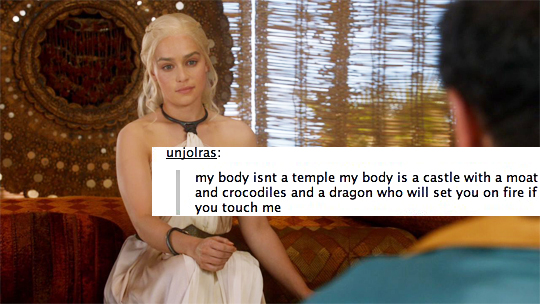 unjolras:
my body isnt a temple my body is a castle with a moat
and crocodiles and a dragon who will set you on fire if
you touch me